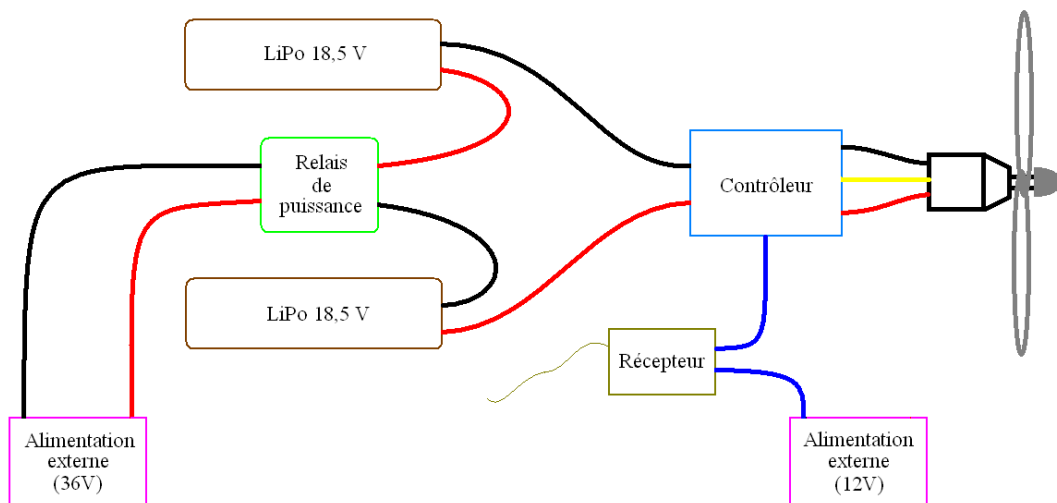 LiPo 18,5 V
Relais
de
puissance
Contrôleur
LiPo 18,5 V
Récepteur
Alimentation
externe
(36V)
Alimentation
externe
(12V)